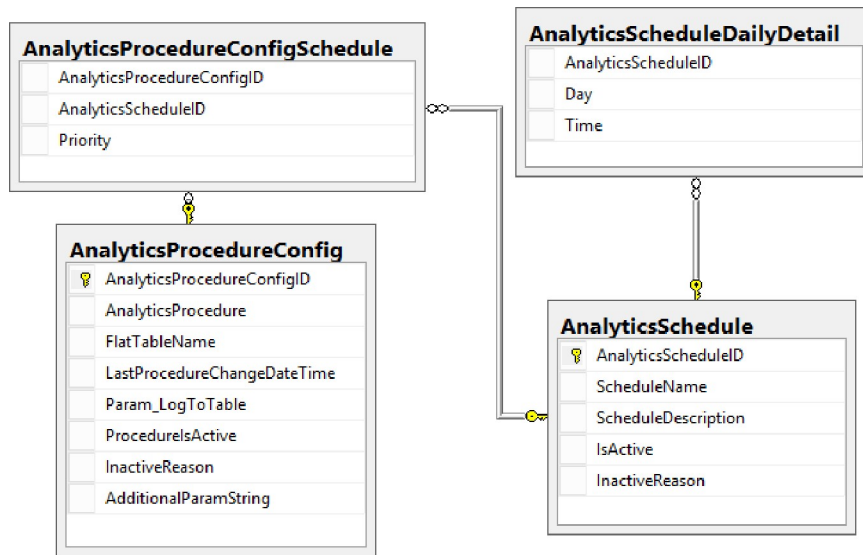 AnalyticsProcedureConfigSchedule
AnalyticsProcedureConfigID
AnalyticsScheduleID
Priority
AnalyticsScheduleDailyDetail
AnalyticsScheduleID
Day
Time
AnalyticsProcedureConfig
AnalyticsProcedureConfigID
AnalyticsProcedure
FlatTableName
LastProcedureChangeDateTime
Param_LogToTable
ProcedureIsActive
InactiveReason
AdditionalParamString
AnalyticsSchedule
AnalyticsScheduleID
ScheduleName
ScheduleDescription
IsActive
InactiveReason